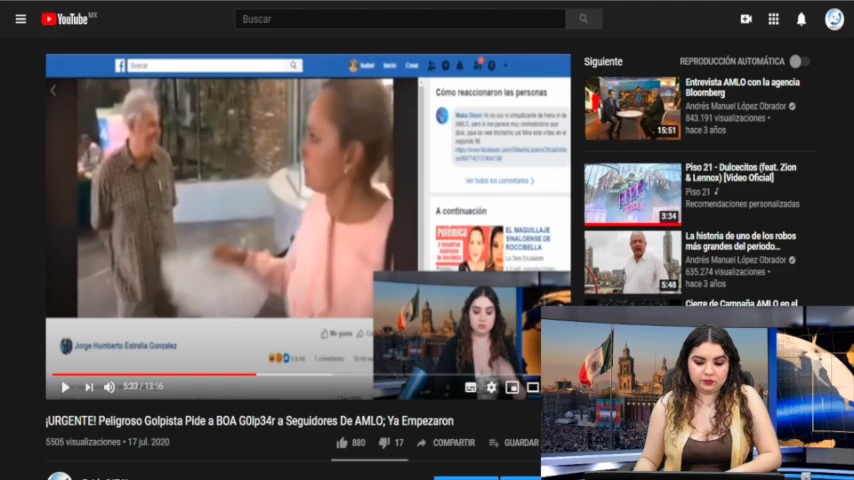 YouTube MX
Buscar
Buscar
Isabel Inicio Crear
Cómo reaccionaron las personas
Ver todos los comentarios
A continuación
Polémica
EL MAQUILLAJE
SINALOENSE DE
ROCCIBELLA
Me gusta
Jorge Humberto Estrella Gonzalez
5:33 / 13:56
¡URGENTE! Peligroso Golpista Pide a BOA G0lp34r a Seguidores De AMLO; Ya Empezaron
5505 visualizaciones • 17 jul. 2020
880
17
COMPARTIR
GUARDAR
Siguiente
REPRODUCCIÓN AUTOMÁTICA
15:51
Entrevista AMLO con la agencia
Bloomberg
Andrés Manuel López Obrador
843.191 visualizaciones •
hace 3 años
3:34
Piso 21 - Dulcecitos (feat. Zion
& Lennox) [Video Oficial]
Piso 21
Recomendaciones personalizadas
5:48
La historia de uno de los robos
más grandes del periodo...
Andrés Manuel López Obrador
635.274 visualizaciones •
hace 3 años
Cierre de Campaña AMLO en el